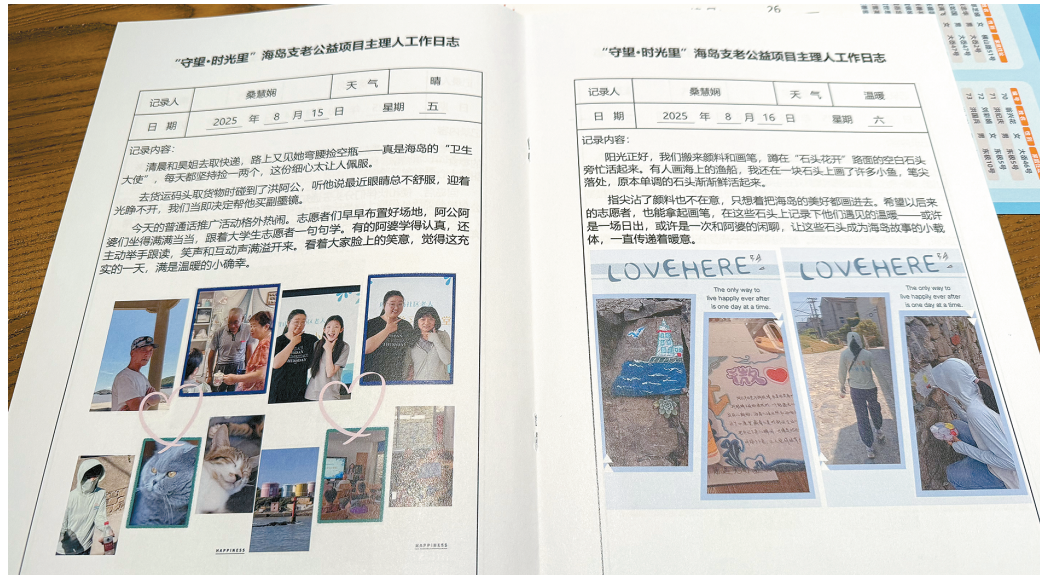 “守望·时光里”海岛支老公益项目主理人工作日志
记录人 桑慧娴 天 气 晴
日 期 2025 年 8 月 15 日 星期 五
记录内容：
清晨和吴姐去取快递，路上又见她弯腰捡空瓶——真是海岛的“卫生
大使”，每天都坚持捡一两个，这份细心太让人佩服。
去货运码头取货物时碰到了洪阿公，听他说最近眼睛总不舒服，迎着
光睁不开，我们当即决定帮他买副墨镜。
今天的普通话推广活动格外热闹。志愿者们早早布置好场地，阿公阿
婆们坐得满满当当，跟着大学生志愿者一句句学。有的阿婆学得认真，还
主动举手跟读，笑声和互动声满溢开来。看着大家脸上的笑意，觉得这充
实的一天，满是温暖的小确幸。
HAPPINESS
HAPPINESS
26
“守望·时光里”海岛支老公益项目主理人工作日志
记录人 桑慧娴 天 气 温暖
日 期 2025 年 8 月 16 日 星期 六
记录内容：
阳光正好，我们搬来颜料和画笔，蹲在“石头花开”路面的空白石头
旁忙活起来。有人画海上的渔船，我还在一块石头上画了许多小鱼，笔尖
落处，原本单调的石头渐渐鲜活起来。
指尖沾了颜料也不在意，只想着把海岛的美好都画进去。希望以后来
的志愿者，也能拿起画笔，在这些石头上记录下他们遇见的温暖——或许
是一场日出，或许是一次和阿婆的闲聊，让这些石头成为海岛故事的小载
体，一直传递着暖意。
LOVEHERE
The only way to
live happily ever after
is one day at a time.
LOVEHERE
The only way to
live happily ever after
is one day at a time.